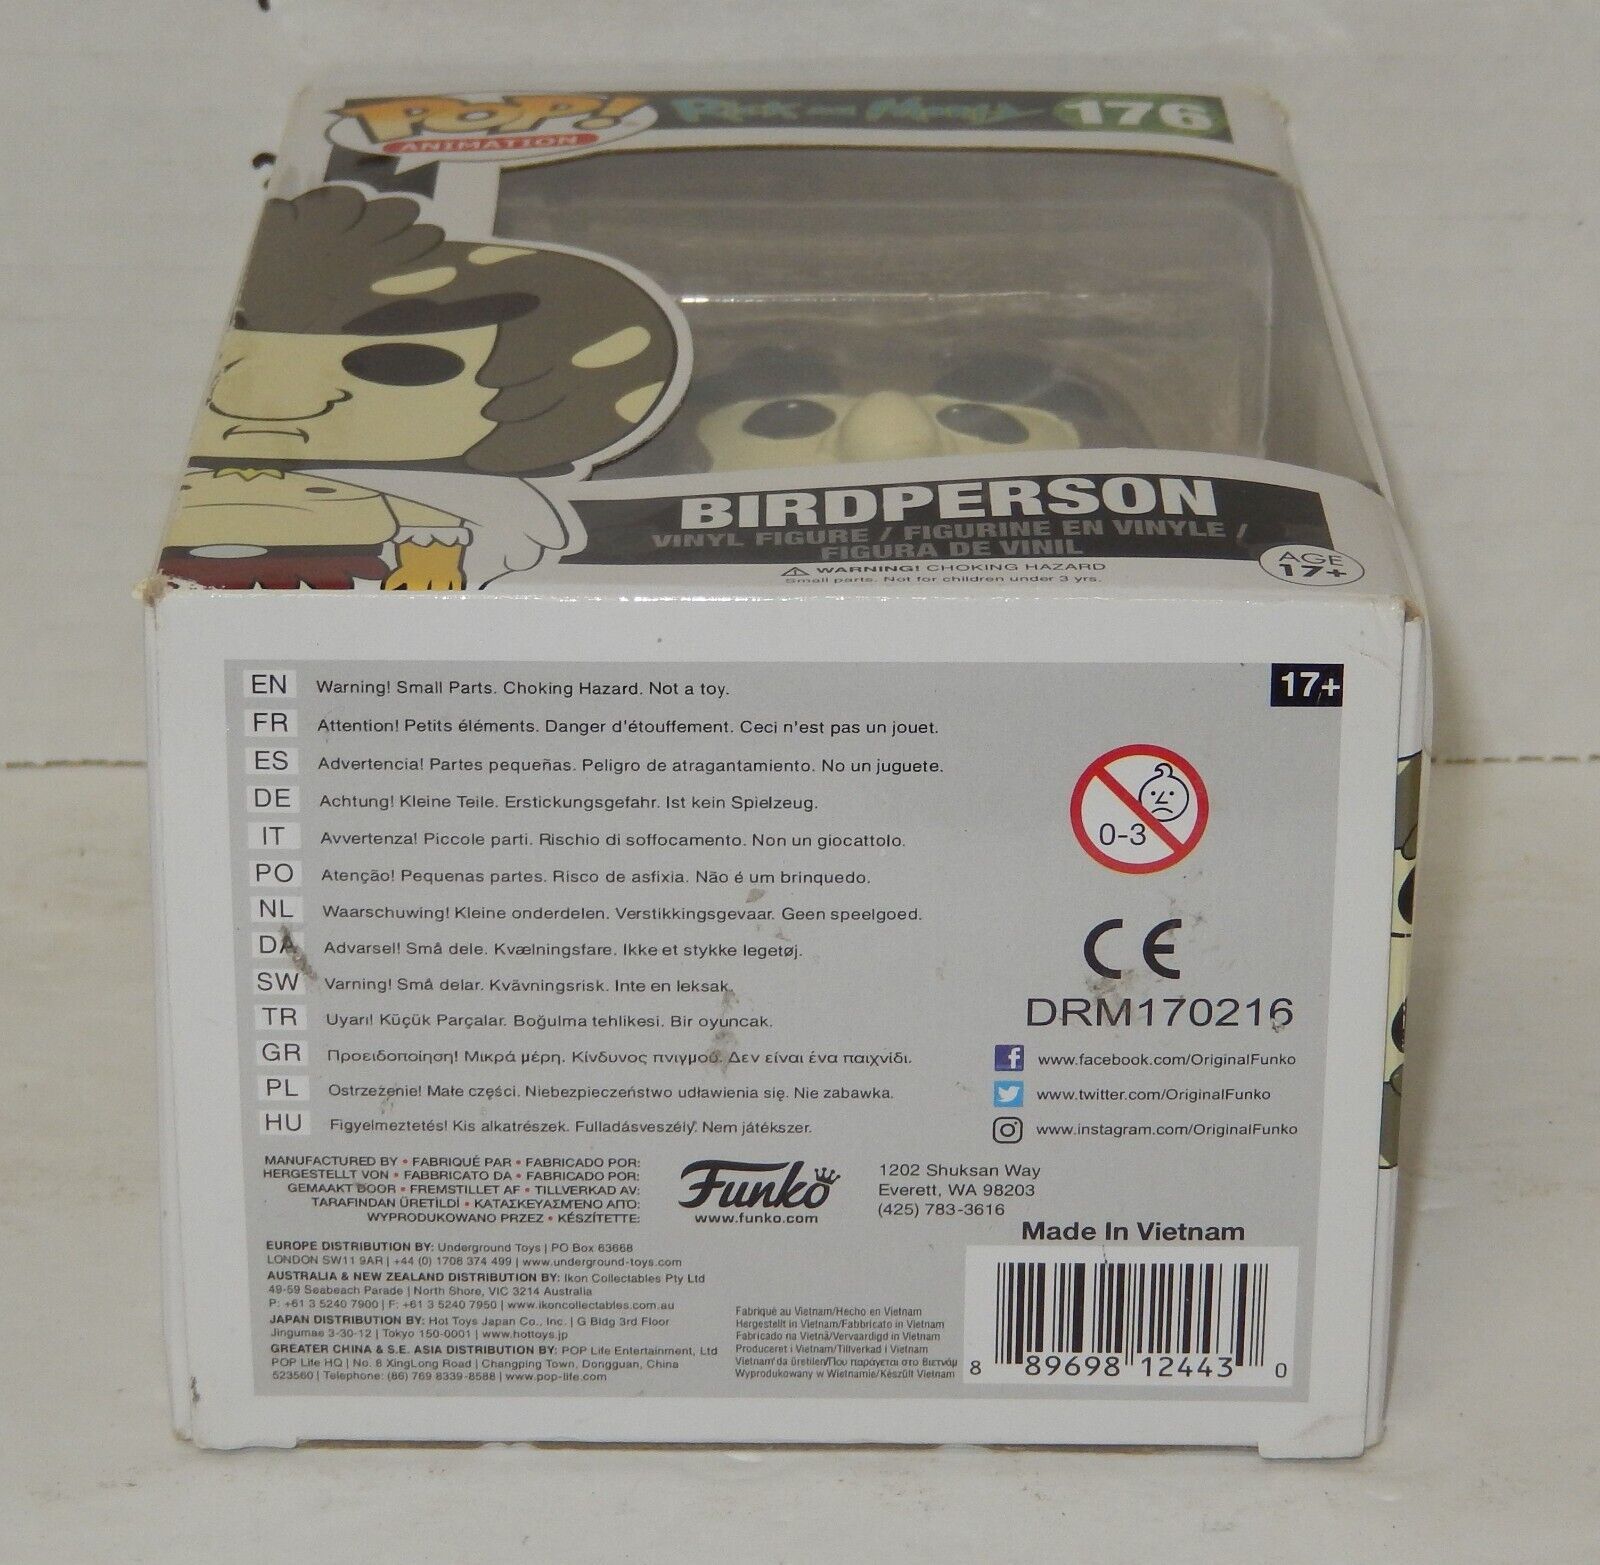 POP!
ANIMATION
Rick and Morty
176
BIRDPERSON
VINYL FIGURE / FIGURINE EN VINYLE /
FIGURA DE VINIL
⚠ WARNING! CHOKING HAZARD
Small parts. Not for children under 3 yrs.
AGE
17+
17+
EN Warning! Small Parts. Choking Hazard. Not a toy.
FR Attention! Petits éléments. Danger d'étouffement. Ceci n'est pas un jouet.
ES Advertencia! Partes pequeñas. Peligro de atragantamiento. No un juguete.
DE Achtung! Kleine Teile. Erstickungsgefahr. Ist kein Spielzeug.
IT Avvertenza! Piccole parti. Rischio di soffocamento. Non un giocattolo.
PO Atenção! Pequenas partes. Risco de asfixia. Não é um brinquedo.
NL Waarschuwing! Kleine onderdelen. Verstikkingsgevaar. Geen speelgoed.
DA Advarsel! Små dele. Kvælningsfare. Ikke et stykke legetøj.
SW Varning! Små delar. Kvävningsrisk. Inte en leksak.
TR Uyarı! Küçük Parçalar. Boğulma tehlikesi. Bir oyuncak.
GR Προειδοποίηση! Μικρά μέρη. Κίνδυνος πνιγμού. Δεν είναι ένα παιχνίδι.
PL Ostrzeżenie! Małe części. Niebezpieczeństwo udławienia się. Nie zabawka.
HU Figyelmeztetés! Kis alkatrészek. Fulladásveszély. Nem játékszer.
0-3
CE
DRM170216
www.facebook.com/OriginalFunko
www.twitter.com/OriginalFunko
www.instagram.com/OriginalFunko
MANUFACTURED BY • FABRIQUÉ PAR • FABRICADO POR:
HERGESTELLT VON • FABBRICATO DA • FABRICADO POR:
GEMAAKT DOOR • FREMSTILLET AF • TILLVERKAD AV:
TARAFINDAN ÜRETİLDİ • ΚΑΤΑΣΚΕΥΑΣΜΈΝΟ ΑΠΌ:
WYPRODUKOWANO PRZEZ • KÉSZÍTETTE:
Funko
www.funko.com
1202 Shuksan Way
Everett, WA 98203
(425) 783-3616
Made In Vietnam
EUROPE DISTRIBUTION BY: Underground Toys | PO Box 63668
LONDON SW11 9AR | +44 (0) 1708 374 499 | www.underground-toys.com
AUSTRALIA & NEW ZEALAND DISTRIBUTION BY: Ikon Collectables Pty Ltd
49-59 Seabeach Parade | North Shore, VIC 3214 Australia
P: +61 3 5240 7900 | F: +61 3 5240 7950 | www.ikoncollectables.com.au
JAPAN DISTRIBUTION BY: Hot Toys Japan Co., Inc. | G Bldg 3rd Floor
Jingumae 3-30-12 | Tokyo 150-0001 | www.hottoys.jp
GREATER CHINA & S.E. ASIA DISTRIBUTION BY: POP Life Entertainment, Ltd
POP Life HQ | No. 8 XingLong Road | Changping Town, Dongguan, China
523560 | Telephone: (86) 769 8339-8588 | www.pop-life.com
Fabriqué au Vietnam/Hecho en Vietnam
Hergestellt in Vietnam/Fabbricato in Vietnam
Fabricado na Vietnã/Vervaardigd in Vietnam
Produceret i Vietnam/Tillverkad i Vietnam
Vietnam'da üretilen/Που παράγεται στο Βιετνάμ
Wyprodukowany w Wietnamie/Készült Vietnam
8 89698 12443 0